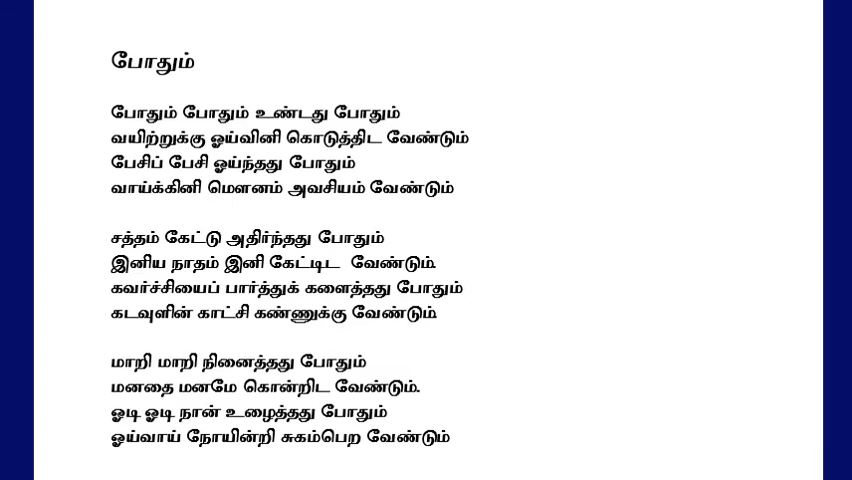 போதும்
போதும் போதும் உண்டது போதும்
வயிற்றுக்கு ஓய்வினி கொடுத்திட வேண்டும்
பேசிப் பேசி ஓய்ந்தது போதும்
வாய்க்கினி மௌனம் அவசியம் வேண்டும்
சத்தம் கேட்டு அதிர்ந்தது போதும்
இனிய நாதம் இனி கேட்டிட வேண்டும்.
கவர்ச்சியைப் பார்த்துக் களைத்தது போதும்
கடவுளின் காட்சி கண்ணுக்கு வேண்டும்.
மாறி மாறி நினைத்தது போதும்
மனதை மனமே கொன்றிட வேண்டும்.
ஓடி ஓடி நான் உழைத்தது போதும்
ஓய்வாய் நோயின்றி சுகம்பெற வேண்டும்